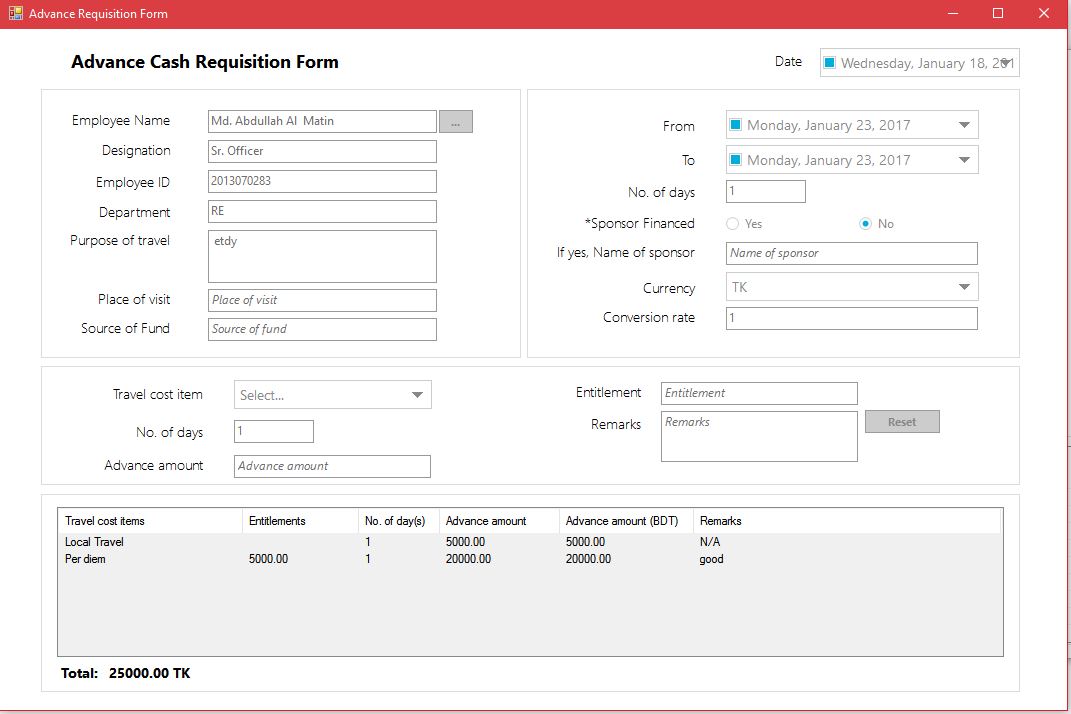 Advance Requisition Form
Advance Cash Requisition Form
Date Wednesday, January 18, 201
Employee Name Md. Abdullah Al Matin ...
Designation Sr. Officer
Employee ID 2013070283
Department RE
Purpose of travel etdy
Place of visit Place of visit
Source of Fund Source of fund
From Monday, January 23, 2017
To Monday, January 23, 2017
No. of days 1
*Sponsor Financed Yes No
If yes, Name of sponsor Name of sponsor
Currency TK
Conversion rate 1
Travel cost item Select...
No. of days 1
Advance amount Advance amount
Entitlement Entitlement
Remarks Remarks Reset
Travel cost items Entitlements No. of day(s) Advance amount Advance amount (BDT) Remarks
Local Travel 1 5000.00 5000.00 N/A
Per diem 5000.00 1 20000.00 20000.00 good
Total: 25000.00 TK